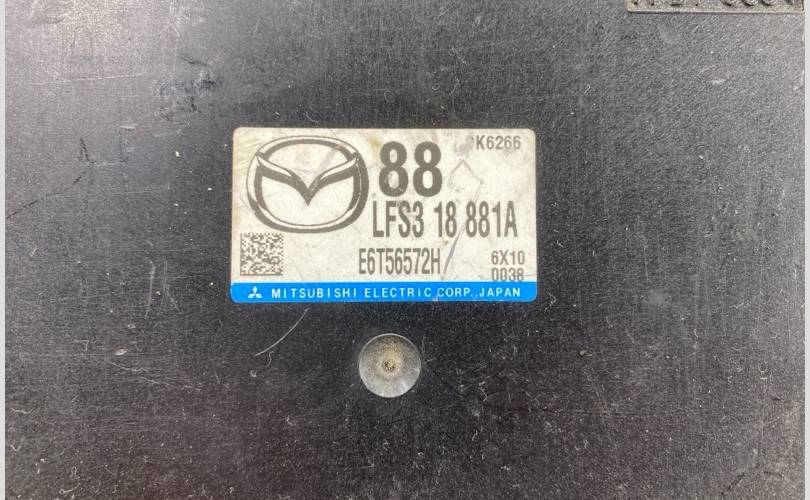 K6266
88
LFS3 18 881A
E6T56572H
6X10
0038
MITSUBISHI ELECTRIC CORP., JAPAN